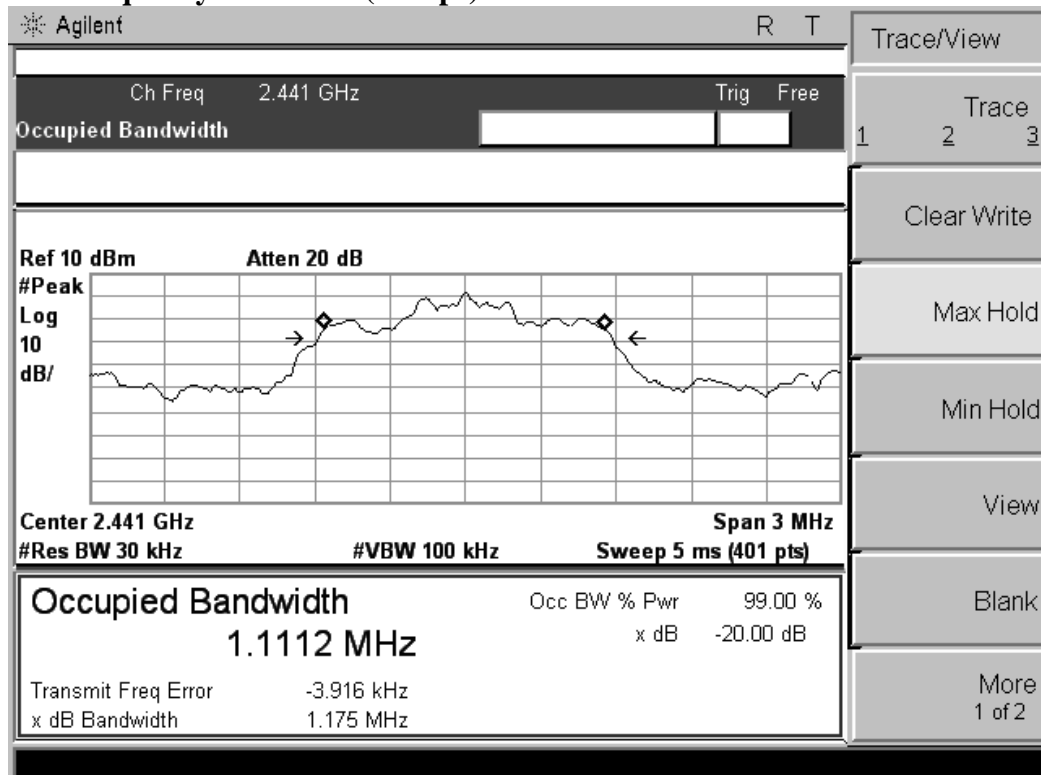 Agilent
R T
Trace/View
Ch Freq 2.441 GHz
Trig Free
Occupied Bandwidth
Trace
1 2 3
Clear Write
Ref 10 dBm
Atten 20 dB
#Peak
Log
10
dB/
Max Hold
Min Hold
View
Center 2.441 GHz
Span 3 MHz
#Res BW 30 kHz
#VBW 100 kHz
Sweep 5 ms (401 pts)
Occupied Bandwidth
1.1112 MHz
Occ BW % Pwr 99.00 %
x dB -20.00 dB
Transmit Freq Error -3.916 kHz
x dB Bandwidth 1.175 MHz
Blank
More
1 of 2